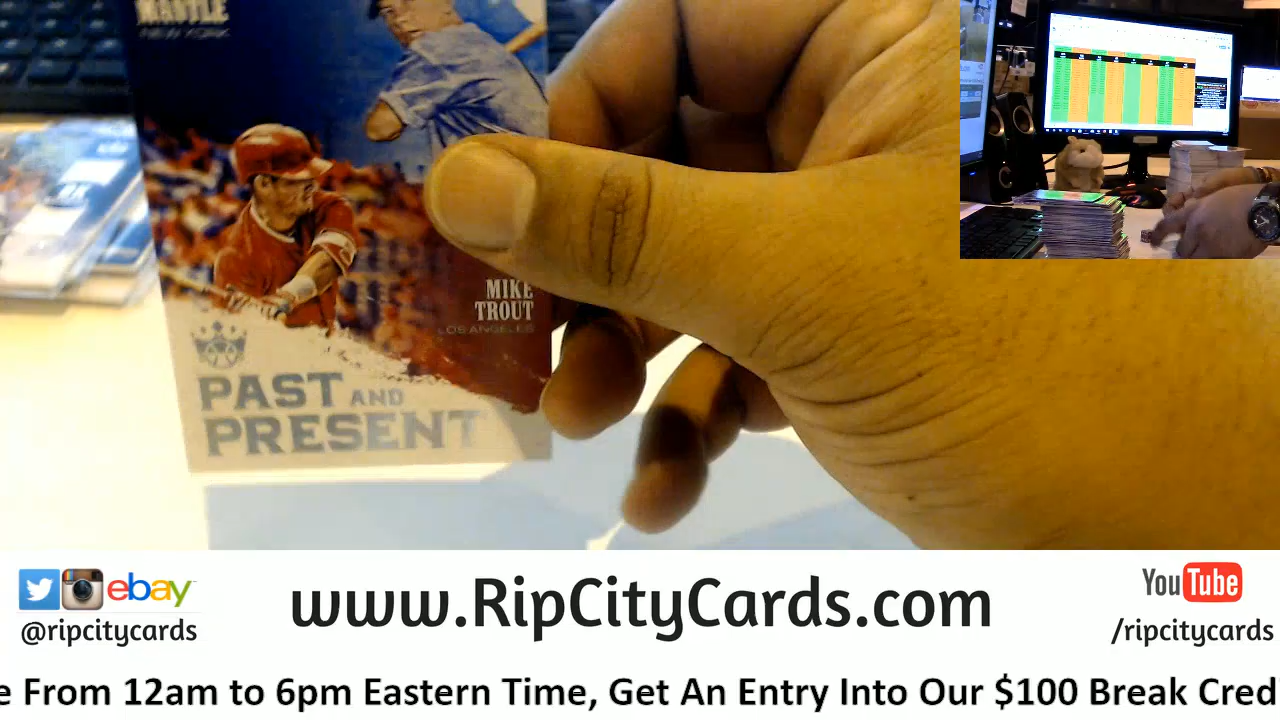 MANTLE
NEW YORK
MIKE
TROUT
LOS ANGELES
PAST AND
PRESENT
ebay
@ripcitycards
www.RipCityCards.com
YouTube
/ripcitycards
e From 12am to 6pm Eastern Time, Get An Entry Into Our $100 Break Cred